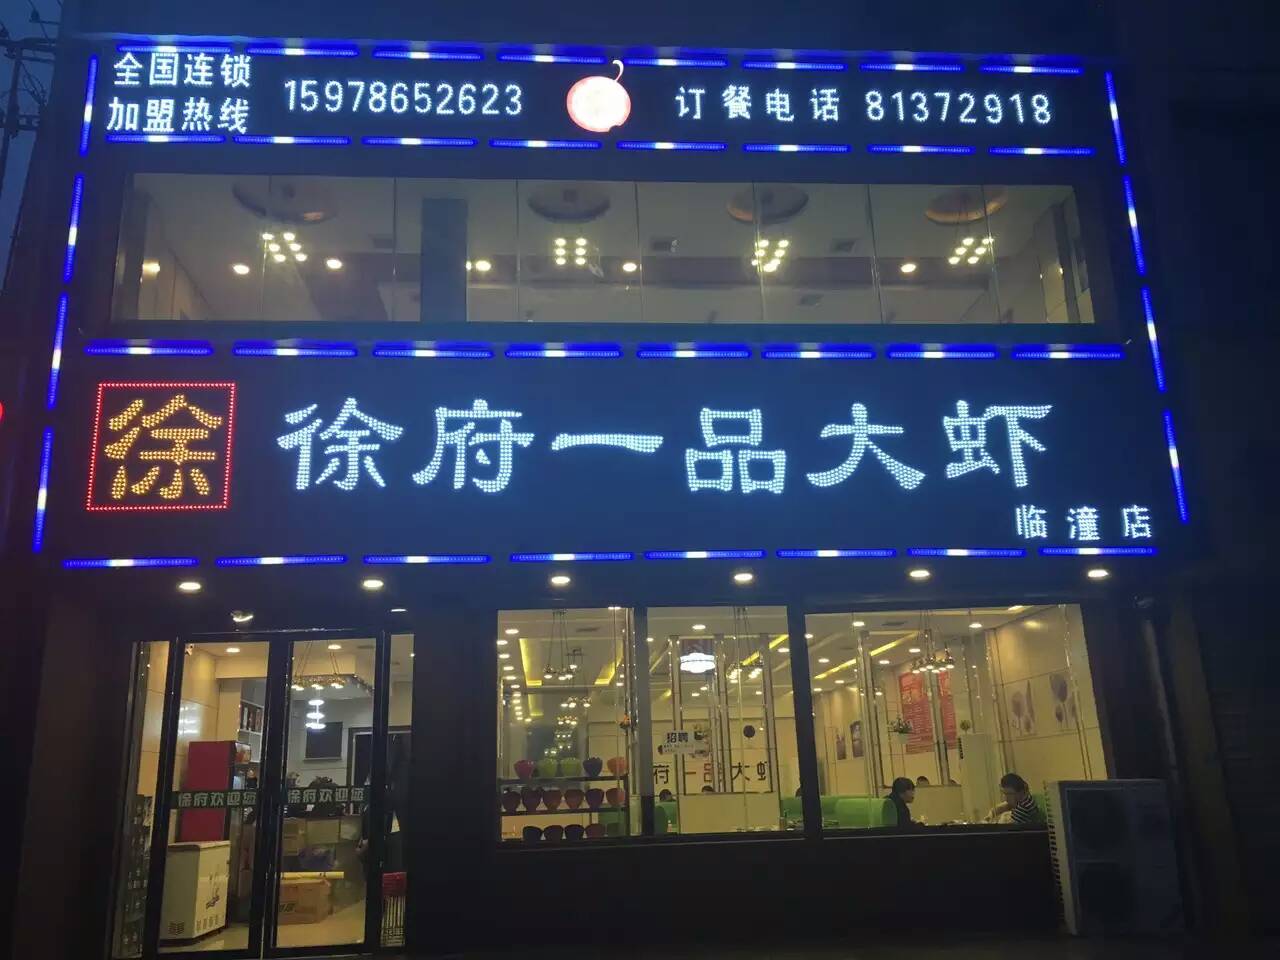 全国连锁
加盟热线
15978652623
订餐电话 81372918
徐
徐府一品大虾
临潼店
招聘
府一品大虾
徐府欢迎您
徐府欢迎您